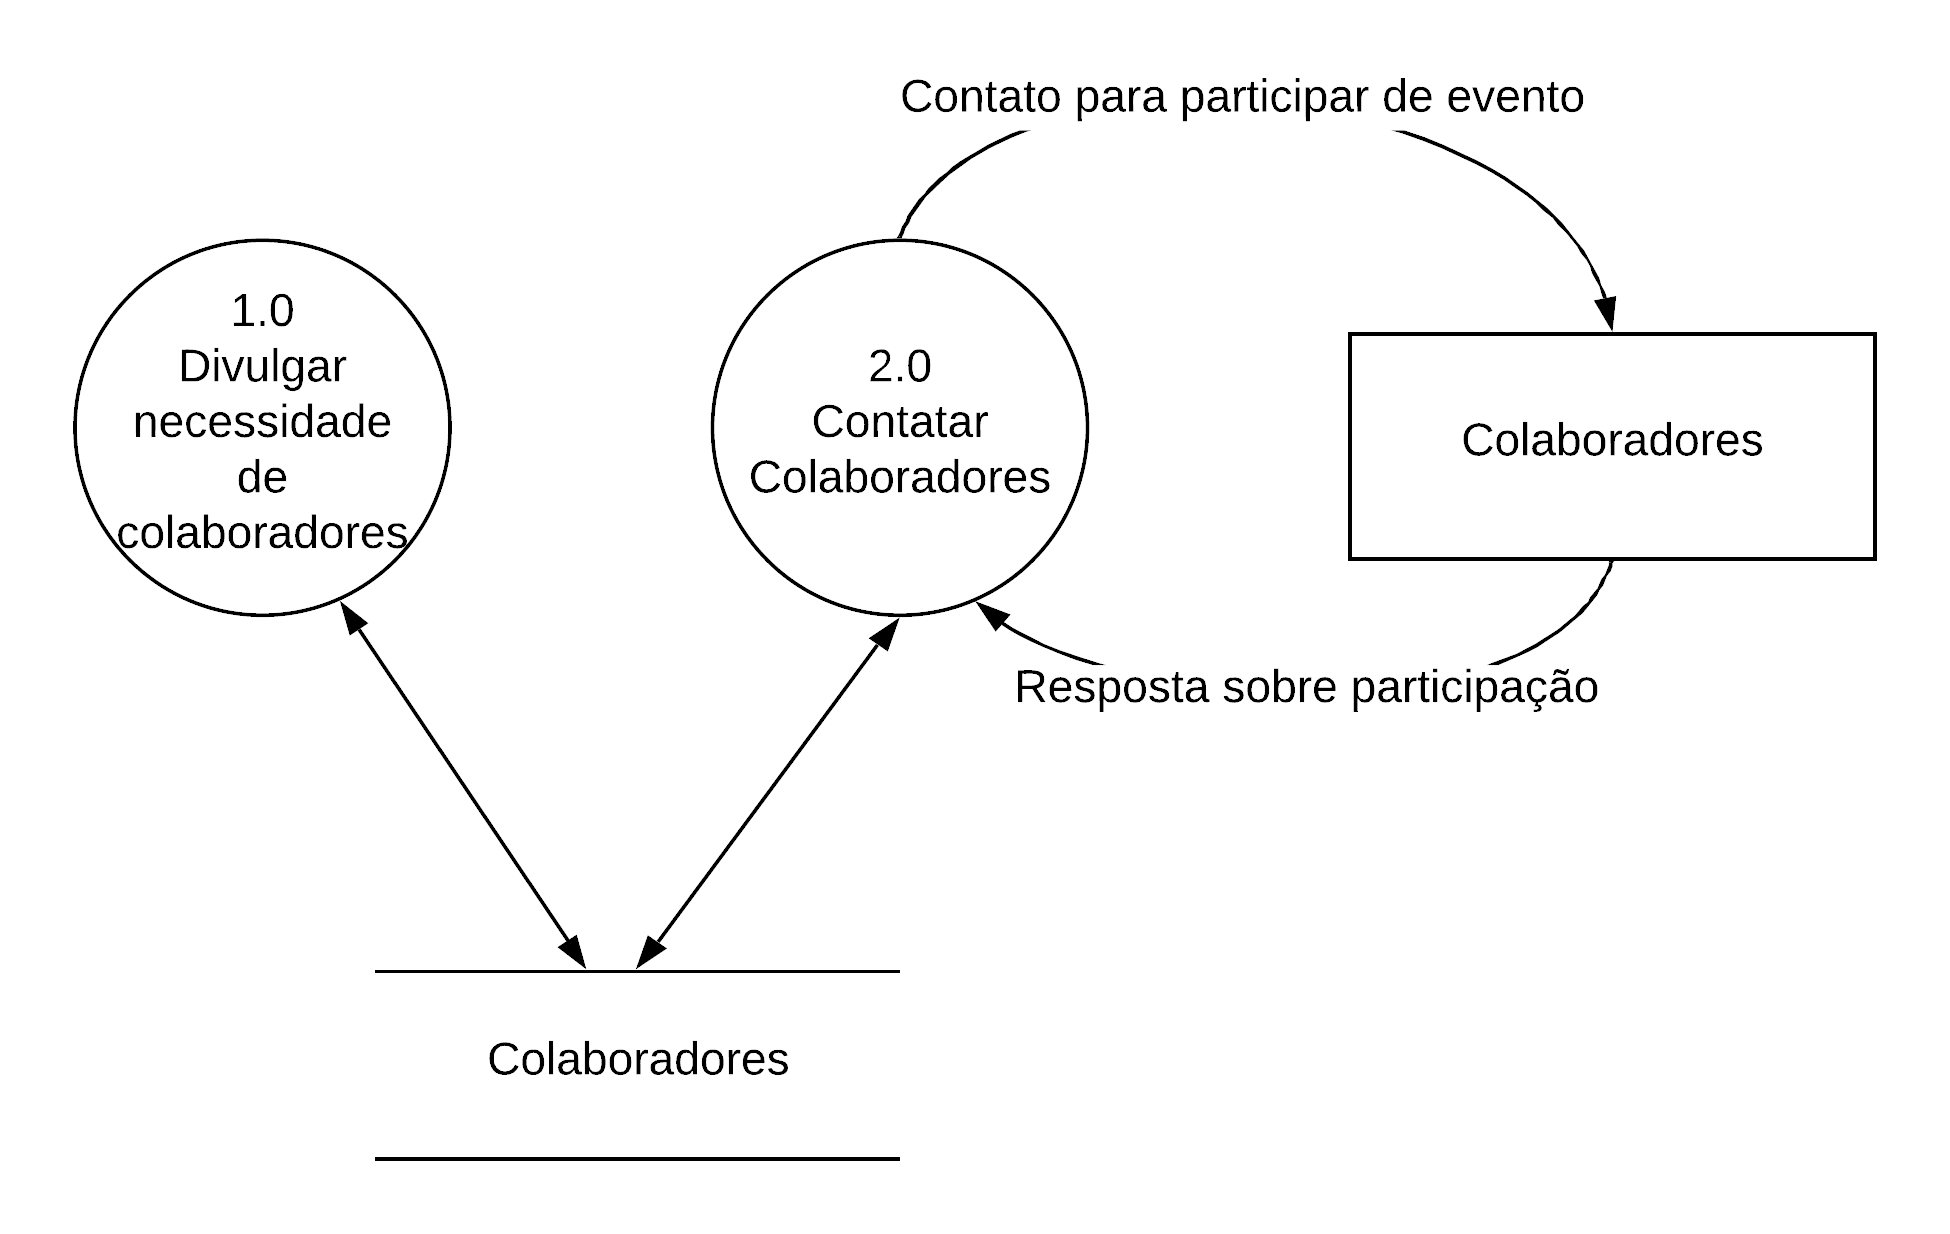 Contato para participar de evento
1.0
Divulgar
necessidade
de
colaboradores
2.0
Contatar
Colaboradores
Colaboradores
Resposta sobre participação
Colaboradores